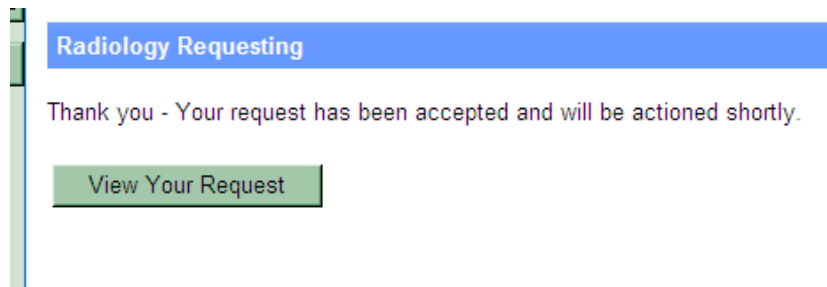 Radiology Requesting
Thank you - Your request has been accepted and will be actioned shortly.
View Your Request